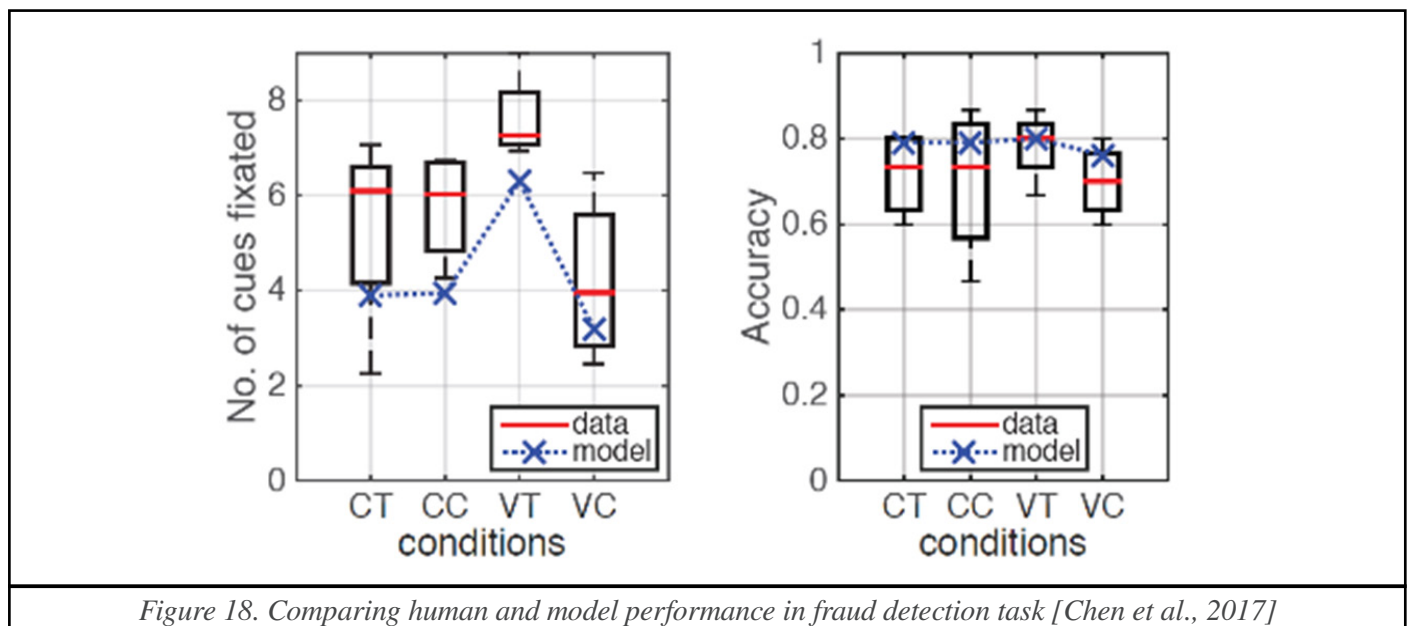 No. of cues fixated
8
6
4
2
0
CT CC VT VC
conditions
data
model
Accuracy
1
0.8
0.6
0.4
0.2
0
CT CC VT VC
conditions
data
model
Figure 18. Comparing human and model performance in fraud detection task [Chen et al., 2017]